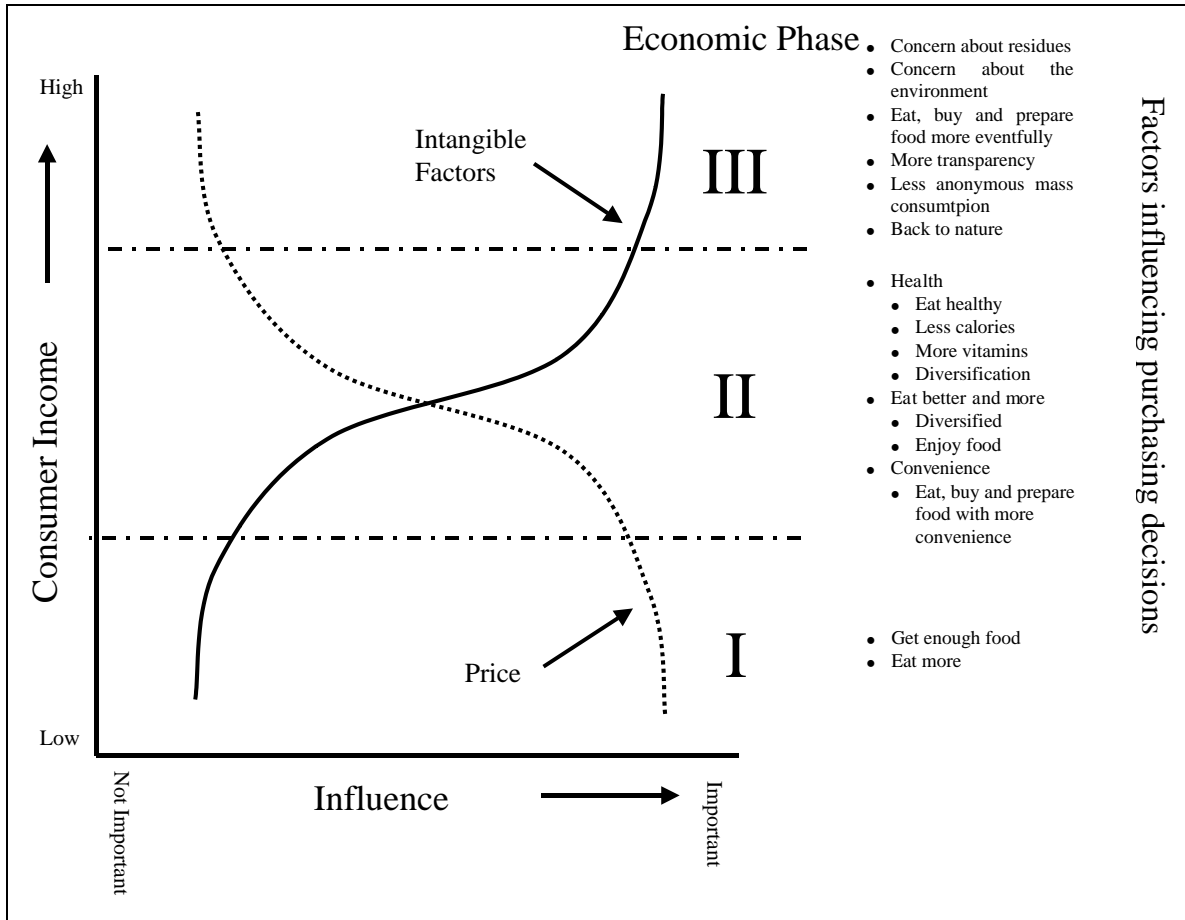 Economic Phase
High
Intangible
Factors
III
II
I
Price
Consumer Income
Low
Not Important
Influence
Important
• Concern about residues
• Concern about the
environment
• Eat, buy and prepare
food more eventfully
• More transparency
• Less anonymous mass
consumtpion
• Back to nature
• Health
• Eat healthy
• Less calories
• More vitamins
• Diversification
• Eat better and more
• Diversified
• Enjoy food
• Convenience
• Eat, buy and prepare
food with more
convenience
• Get enough food
• Eat more
Factors influencing purchasing decisions